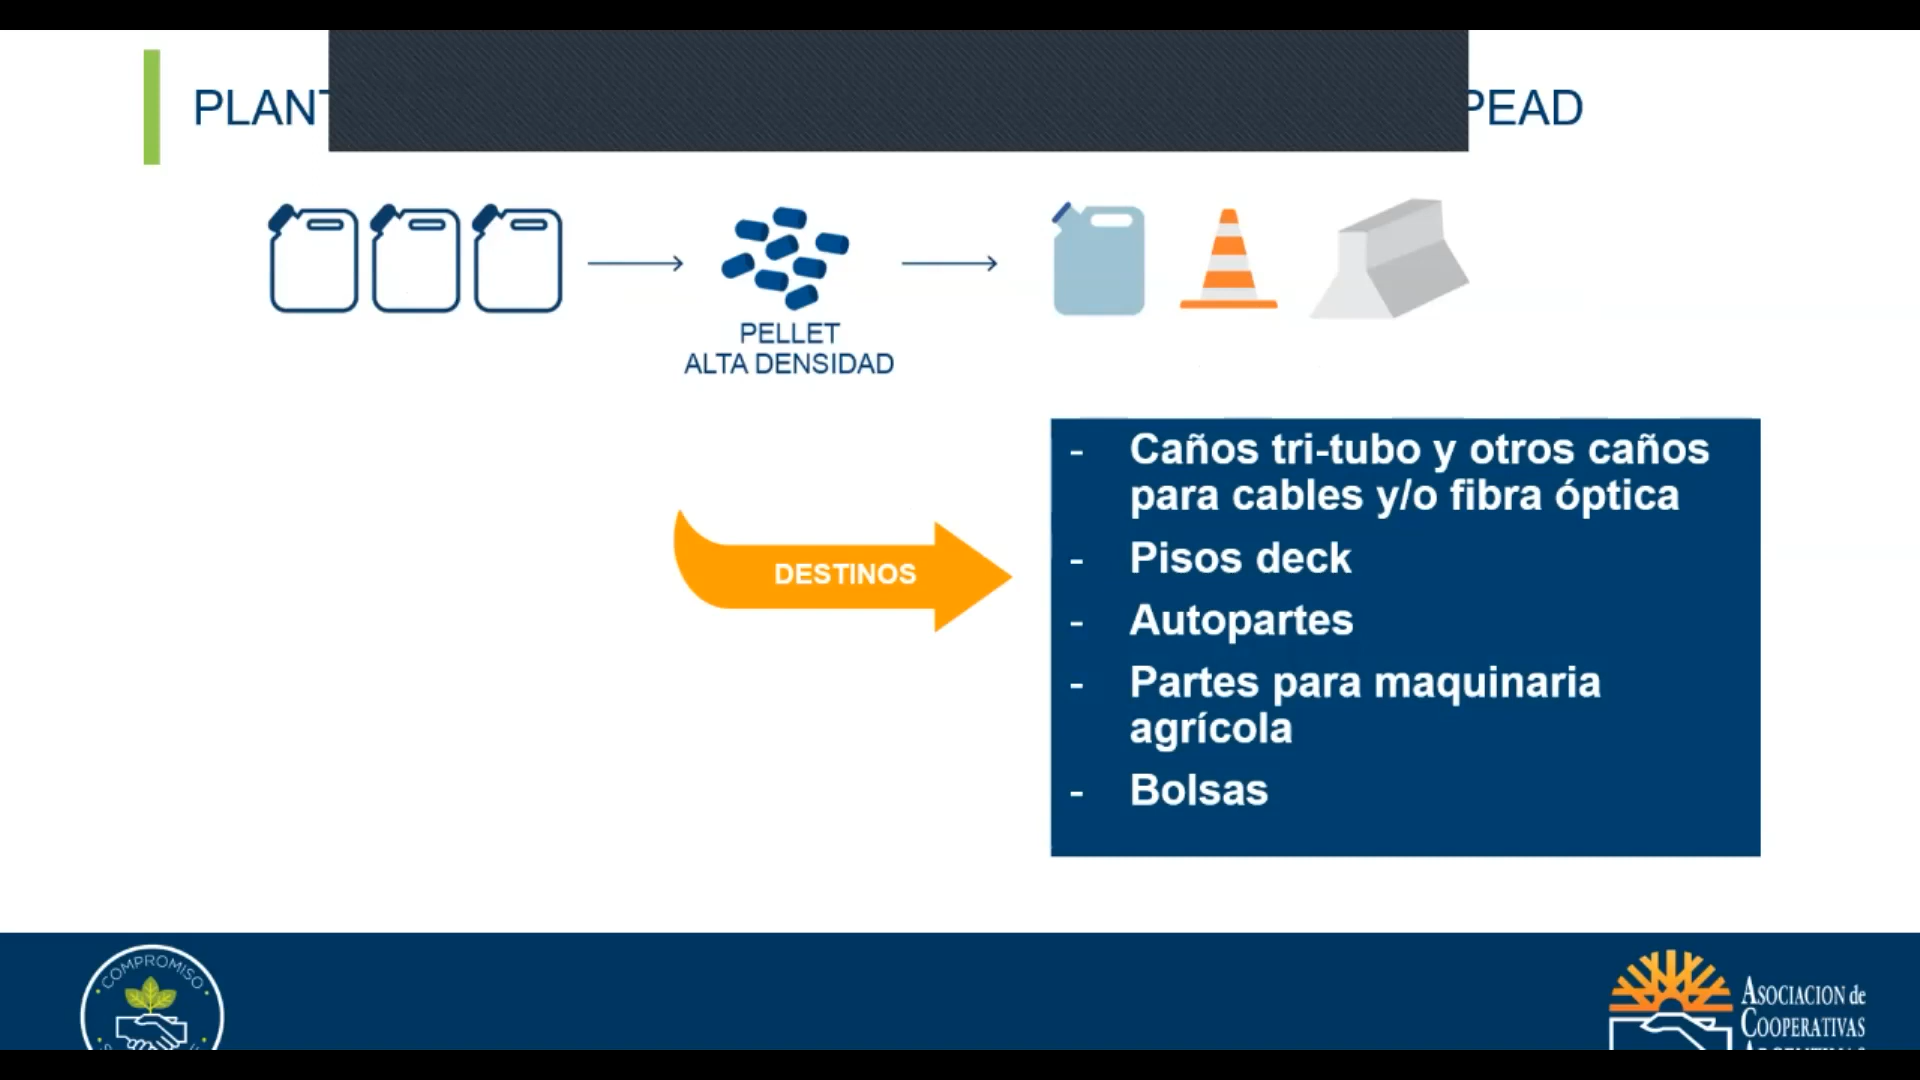 PEAD
PELLET
ALTA DENSIDAD
- Caños tri-tubo y otros caños
para cables y/o fibra óptica
- Pisos deck
DESTINOS
- Autopartes
- Partes para maquinaria
agrícola
- Bolsas
COMPROMISO
ASOCIACION de
COOPERATIVAS